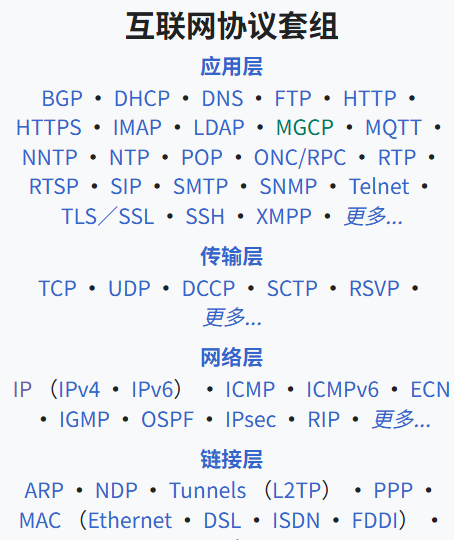 互联网协议套组
应用层
BGP • DHCP • DNS • FTP • HTTP •
HTTPS • IMAP • LDAP • MGCP • MQTT •
NNTP • NTP • POP • ONC/RPC • RTP •
RTSP • SIP • SMTP • SNMP • Telnet •
TLS／SSL • SSH • XMPP • 更多...
传输层
TCP • UDP • DCCP • SCTP • RSVP •
更多...
网络层
IP （IPv4 • IPv6） • ICMP • ICMPv6 • ECN
• IGMP • OSPF • IPsec • RIP • 更多...
链接层
ARP • NDP • Tunnels （L2TP） • PPP •
MAC （Ethernet • DSL • ISDN • FDDI） •